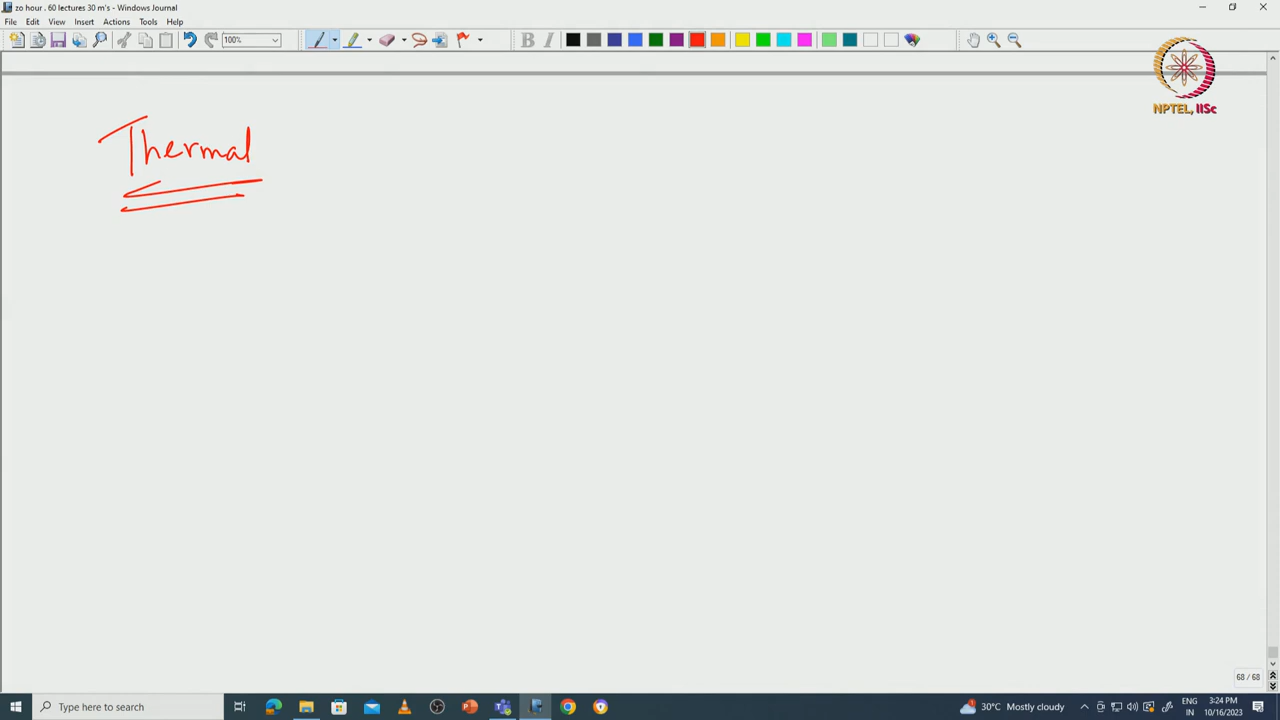 zo hour . 60 lectures 30 m's - Windows Journal
File Edit View Insert Actions Tools Help
100%
B I
NPTEL, IISc
Thermal
68 / 68
Type here to search
30°C Mostly cloudy
ENG
IN
3:24 PM
10/16/2023